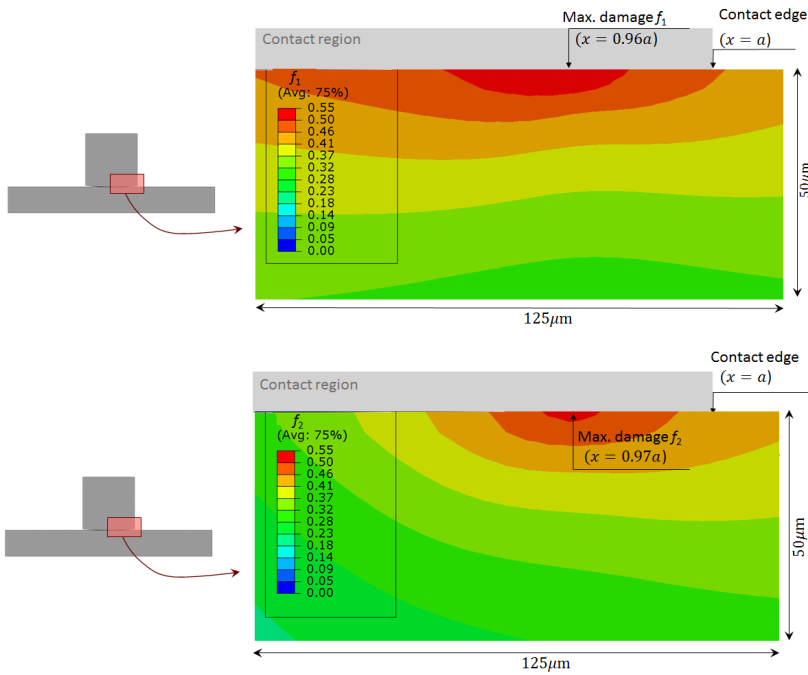 Max. damage f₁
(x = 0.96a)
Contact edge
(x = a)
Contact region
f₁
(Avg: 75%)
0.55
0.50
0.46
0.41
0.37
0.32
0.28
0.23
0.18
0.14
0.09
0.05
0.00
50μm
125μm
Contact edge
(x = a)
Contact region
f₂
(Avg: 75%)
0.55
0.50
0.46
0.41
0.37
0.32
0.28
0.23
0.18
0.14
0.09
0.05
0.00
Max. damage f₂
(x = 0.97a)
50μm
125μm